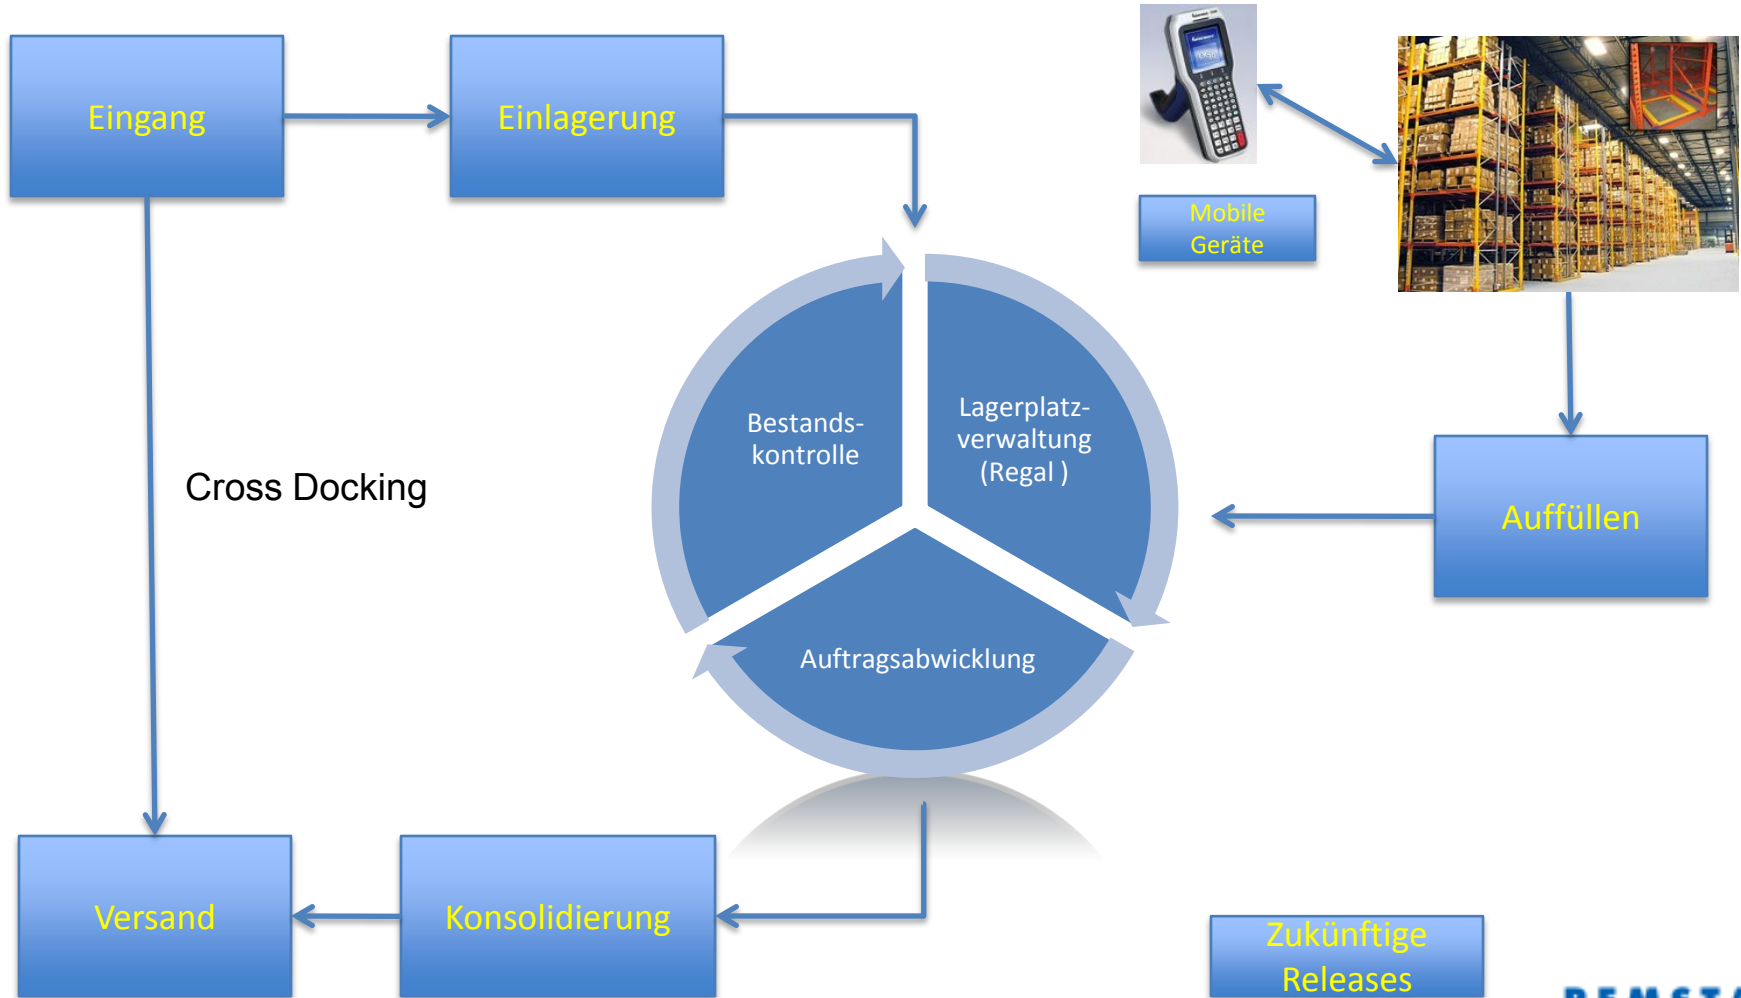 Eingang
Einlagerung
Mobile
Geräte
Bestands-
kontrolle
Lagerplatz-
verwaltung
(Regal )
Cross Docking
Auffüllen
Auftragsabwicklung
Versand
Konsolidierung
Zukünftige
Releases